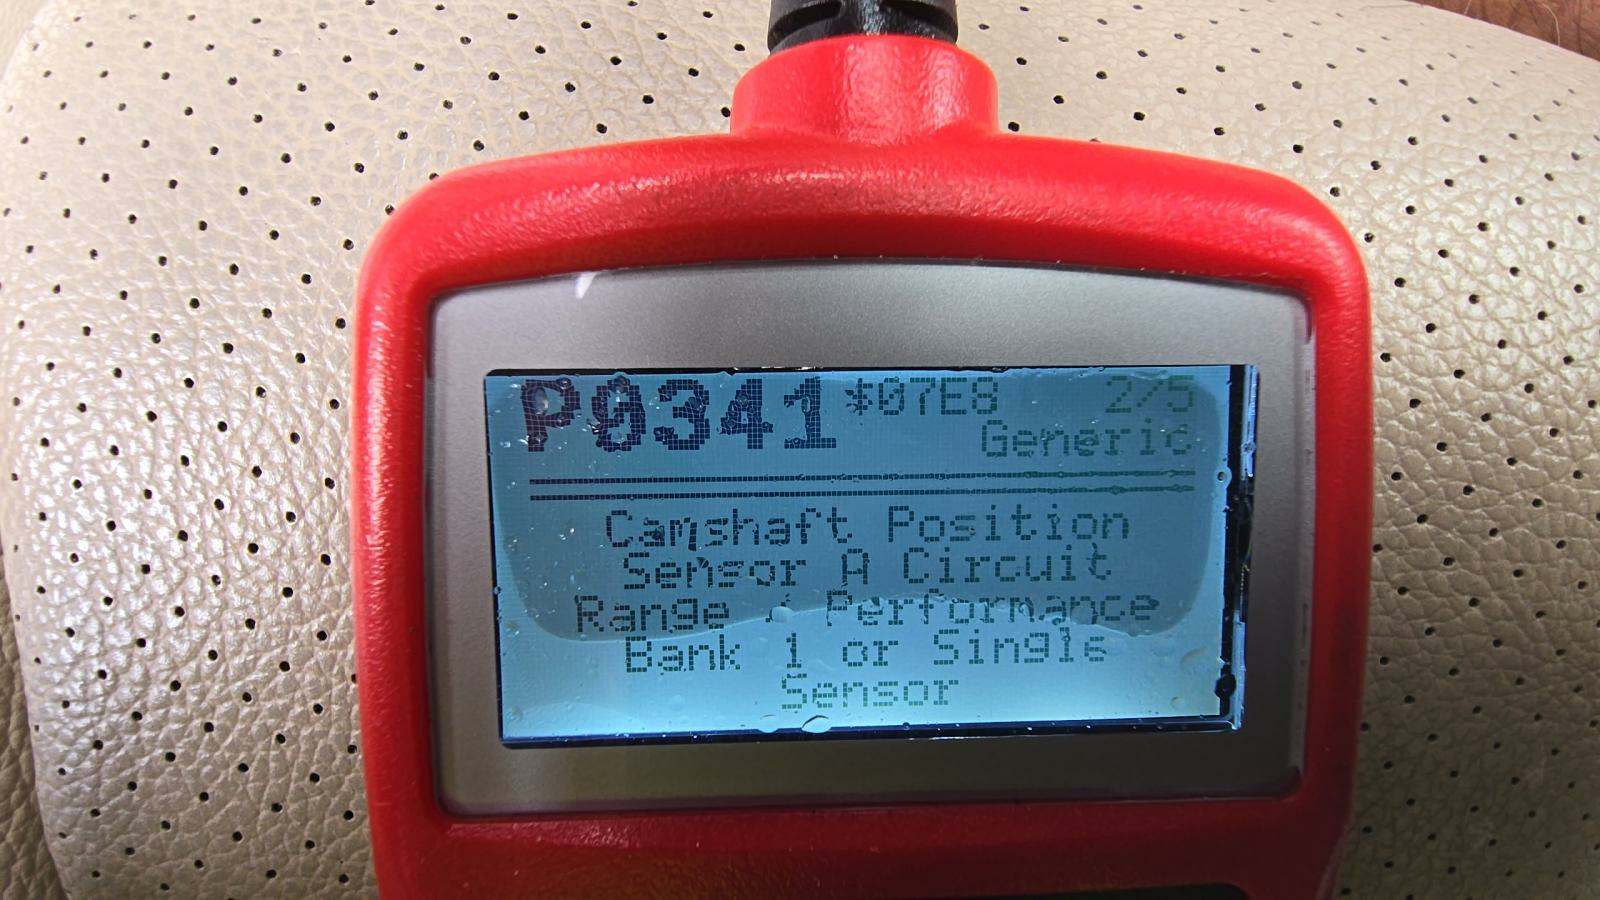 P0341 *07E8 2/5
Generic
Camshaft Position
Sensor A Circuit
Range / Performance
Bank 1 or Single
Sensor